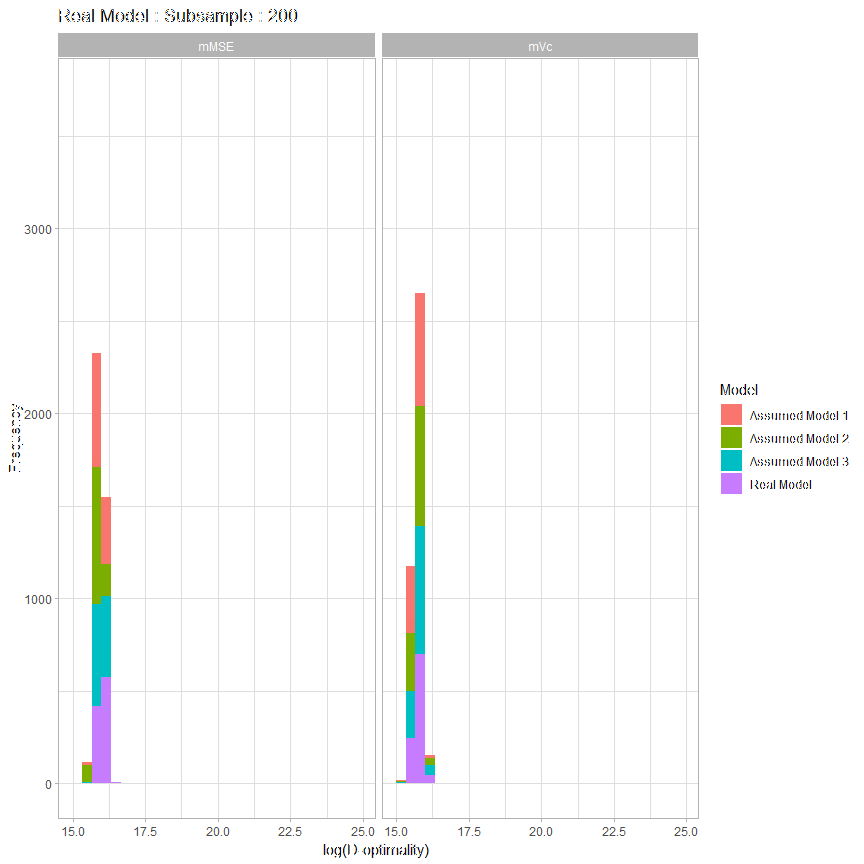 Real Model : Subsample : 200
mMSE
mVc
3000
2000
1000
0
Frequency
15.0 17.5 20.0 22.5 25.0
15.0 17.5 20.0 22.5 25.0
log(D-optimality)
Model
Assumed Model 1
Assumed Model 2
Assumed Model 3
Real Model